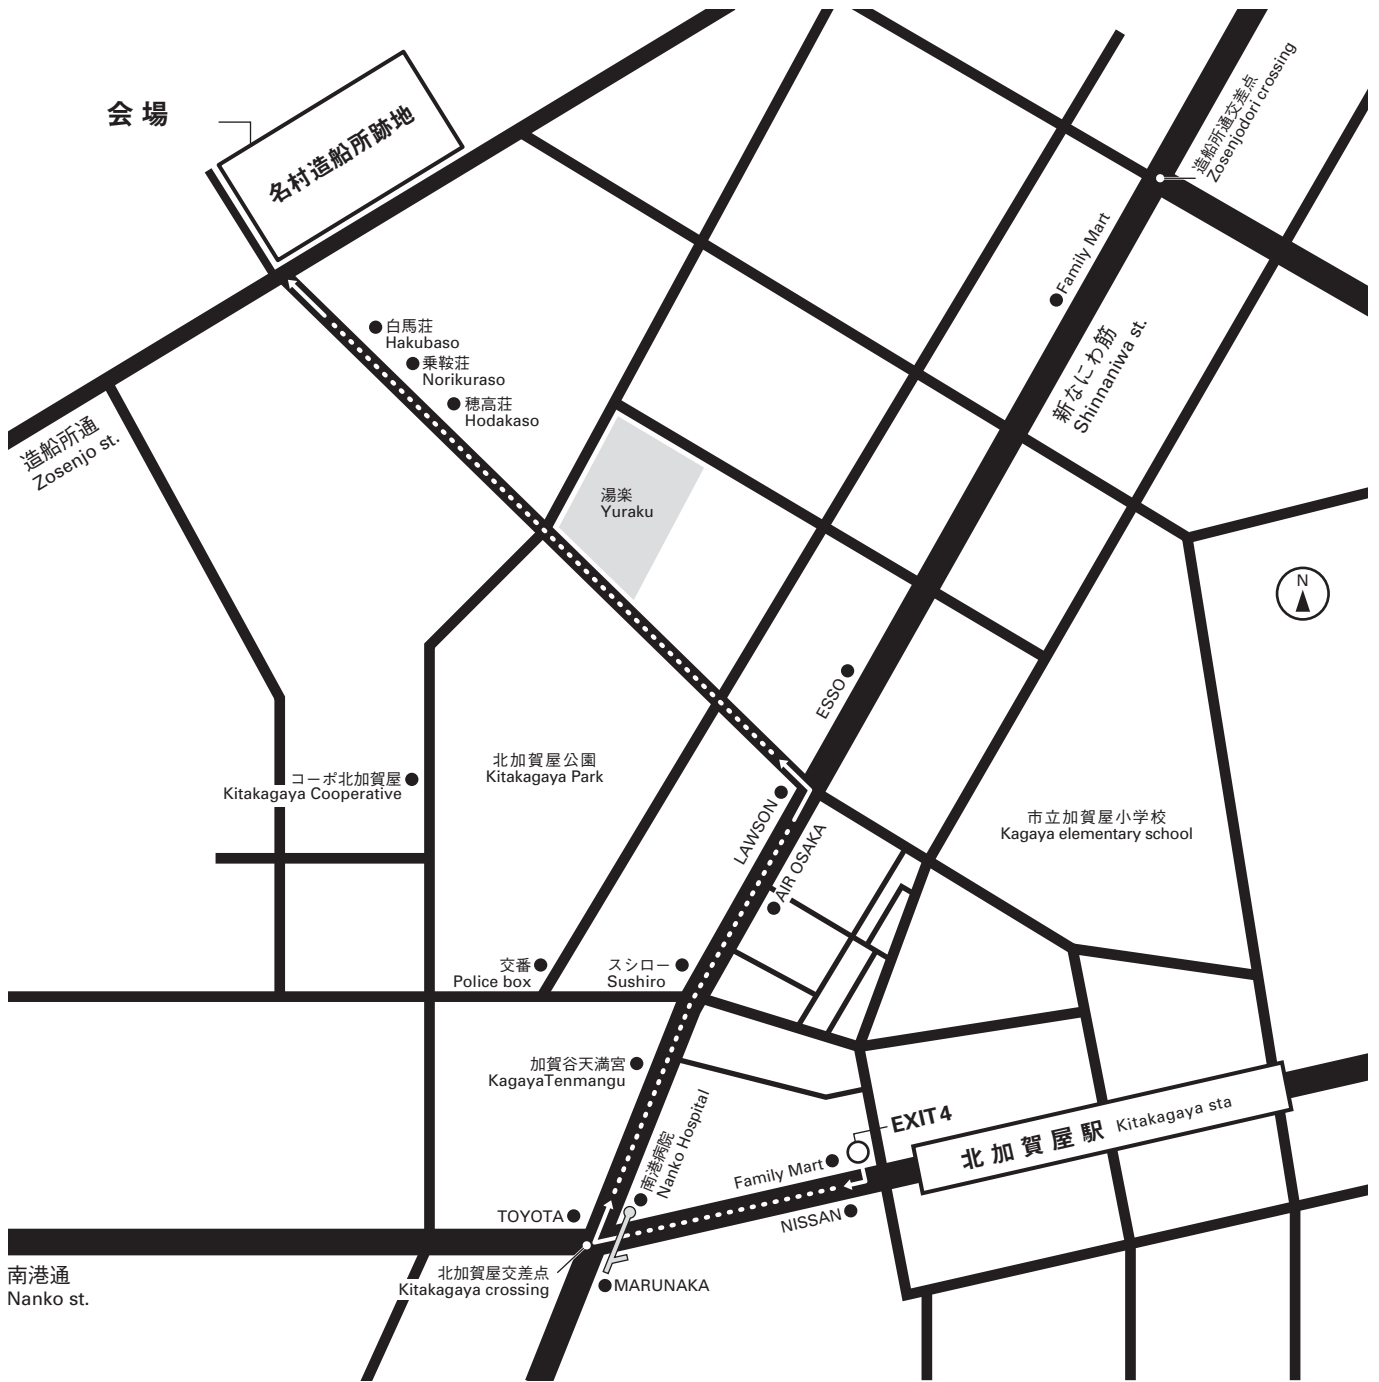 会場
名村造船所跡地
造船所通交差点
Zosenjodori crossing
Family Mart
白馬荘
Hakubaso
乗鞍荘
Norikuraso
穂高荘
Hodakaso
新なにわ筋
Shinnaniwa st.
造船所通
Zosenjo st.
湯楽
Yuraku
N
ESSO
北加賀屋公園
Kitakagaya Park
コーポ北加賀屋
Kitakagaya Cooperative
LAWSON
AIR OSAKA
市立加賀屋小学校
Kagaya elementary school
交番
Police box
スシロー
Sushiro
加賀谷天満宮
KagayaTenmangu
南港病院
Nanko Hospital
EXIT4
北加賀屋駅 Kitakagaya sta
Family Mart
NISSAN
TOYOTA
南港通
Nanko st.
北加賀屋交差点
Kitakagaya crossing
MARUNAKA